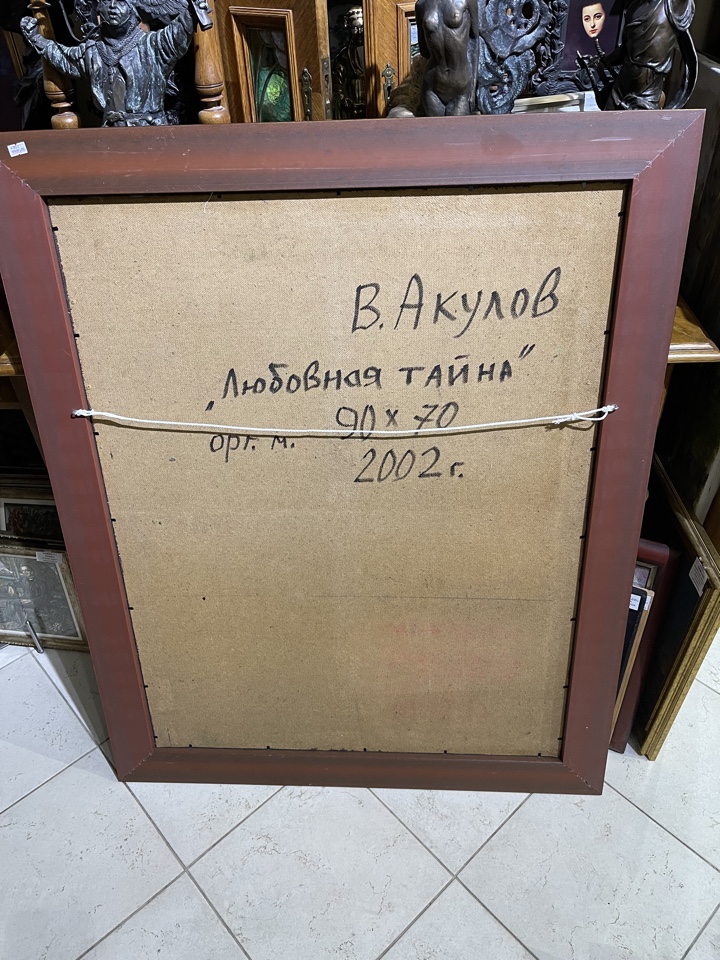 В. Акулов
"Любовная тайна"
90 х 70
орг. м.
2002 г.